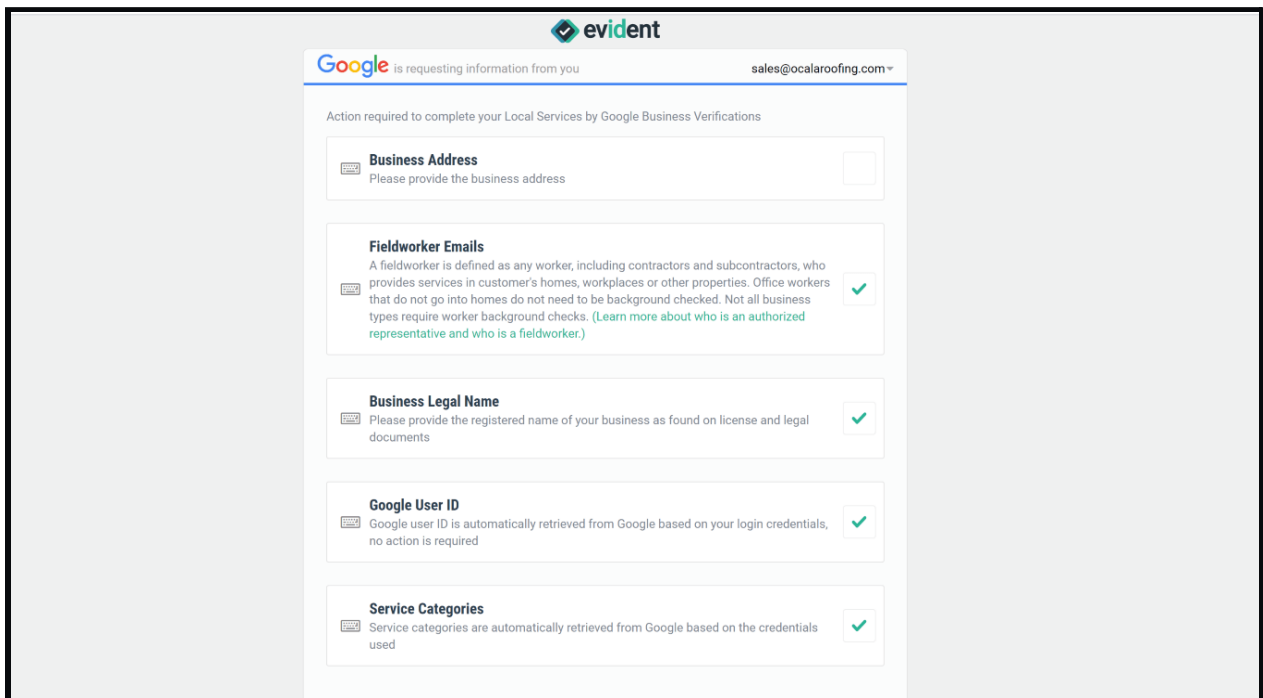 evident
Google is requesting information from you
sales@ocalaroofing.com
Action required to complete your Local Services by Google Business Verifications
Business Address
Please provide the business address
Fieldworker Emails
A fieldworker is defined as any worker, including contractors and subcontractors, who
provides services in customer's homes, workplaces or other properties. Office workers
that do not go into homes do not need to be background checked. Not all business
types require worker background checks. (Learn more about who is an authorized
representative and who is a fieldworker.)
Business Legal Name
Please provide the registered name of your business as found on license and legal
documents
Google User ID
Google user ID is automatically retrieved from Google based on your login credentials,
no action is required
Service Categories
Service categories are automatically retrieved from Google based on the credentials
used